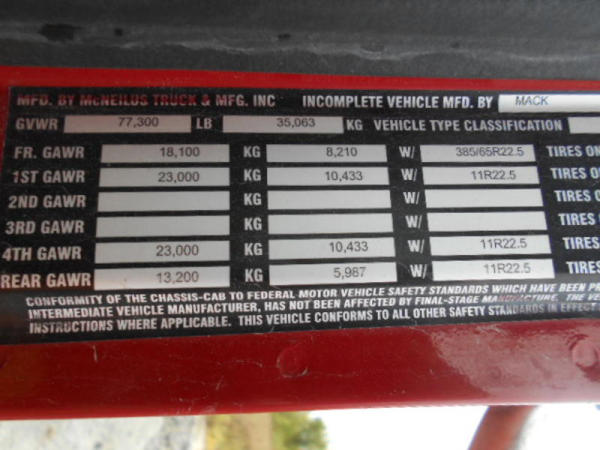 MFD. BY McNEILUS TRUCK & MFG. INC INCOMPLETE VEHICLE MFD. BY MACK
GVWR 77,300 LB 35,063 KG VEHICLE TYPE CLASSIFICATION
FR. GAWR 18,100 KG 8,210 W/ 385/65R22.5 TIRES ON
1ST GAWR 23,000 KG 10,433 W/ 11R22.5 TIRES O
2ND GAWR KG W/ TIRES O
3RD GAWR KG W/ TIRES
4TH GAWR 23,000 KG 10,433 W/ 11R22.5 TIRES
REAR GAWR 13,200 KG 5,987 W/ 11R22.5 TIRES
CONFORMITY OF THE CHASSIS-CAB TO FEDERAL MOTOR VEHICLE SAFETY STANDARDS WHICH HAVE BEEN
INTERMEDIATE VEHICLE MANUFACTURER, HAS NOT BEEN AFFECTED BY FINAL-STAGE MANUFACTURE. THE
INSTRUCTIONS WHERE APPLICABLE. THIS VEHICLE CONFORMS TO ALL OTHER SAFETY STANDARDS IN EFFECT